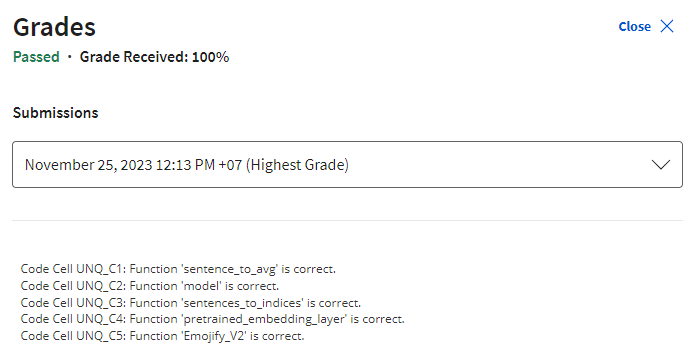 Grades
Close
Passed · Grade Received: 100%
Submissions
November 25, 2023 12:13 PM +07 (Highest Grade)
Code Cell UNQ_C1: Function 'sentence_to_avg' is correct.
Code Cell UNQ_C2: Function 'model' is correct.
Code Cell UNQ_C3: Function 'sentences_to_indices' is correct.
Code Cell UNQ_C4: Function 'pretrained_embedding_layer' is correct.
Code Cell UNQ_C5: Function 'Emojify_V2' is correct.